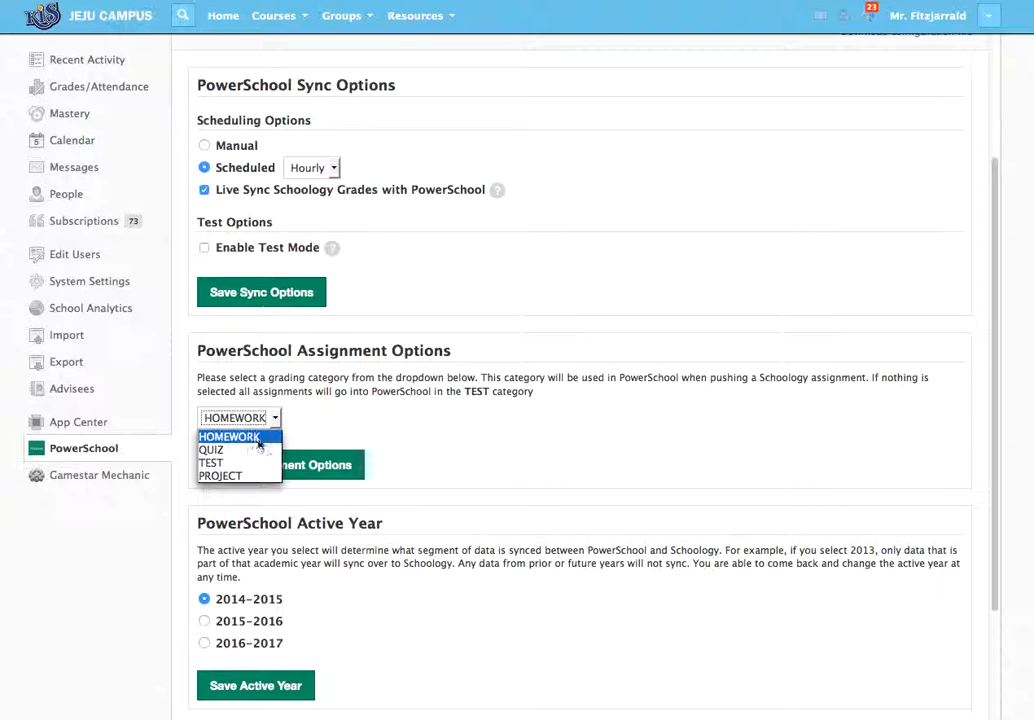 KIS JEJU CAMPUS Home Courses Groups Resources 23 Mr. Fitzjarrald
Recent Activity
Grades/Attendance
Mastery
5 Calendar
Messages
People
Subscriptions 73
Edit Users
System Settings
School Analytics
Import
Export
Advisees
App Center
PowerSchool
Gamestar Mechanic
PowerSchool Sync Options
Scheduling Options
Manual
Scheduled Hourly
Live Sync Schoology Grades with PowerSchool ?
Test Options
Enable Test Mode ?
Save Sync Options
PowerSchool Assignment Options
Please select a grading category from the dropdown below. This category will be used in PowerSchool when pushing a Schoology assignment. If nothing is
selected all assignments will go into PowerSchool in the TEST category
HOMEWORK
HOMEWORK
QUIZ
TEST
PROJECT
ment Options
PowerSchool Active Year
The active year you select will determine what segment of data is synced between PowerSchool and Schoology. For example, if you select 2013, only data that is
part of that academic year will sync over to Schoology. Any data from prior or future years will not sync. You are able to come back and change the active year at
any time.
2014-2015
2015-2016
2016-2017
Save Active Year